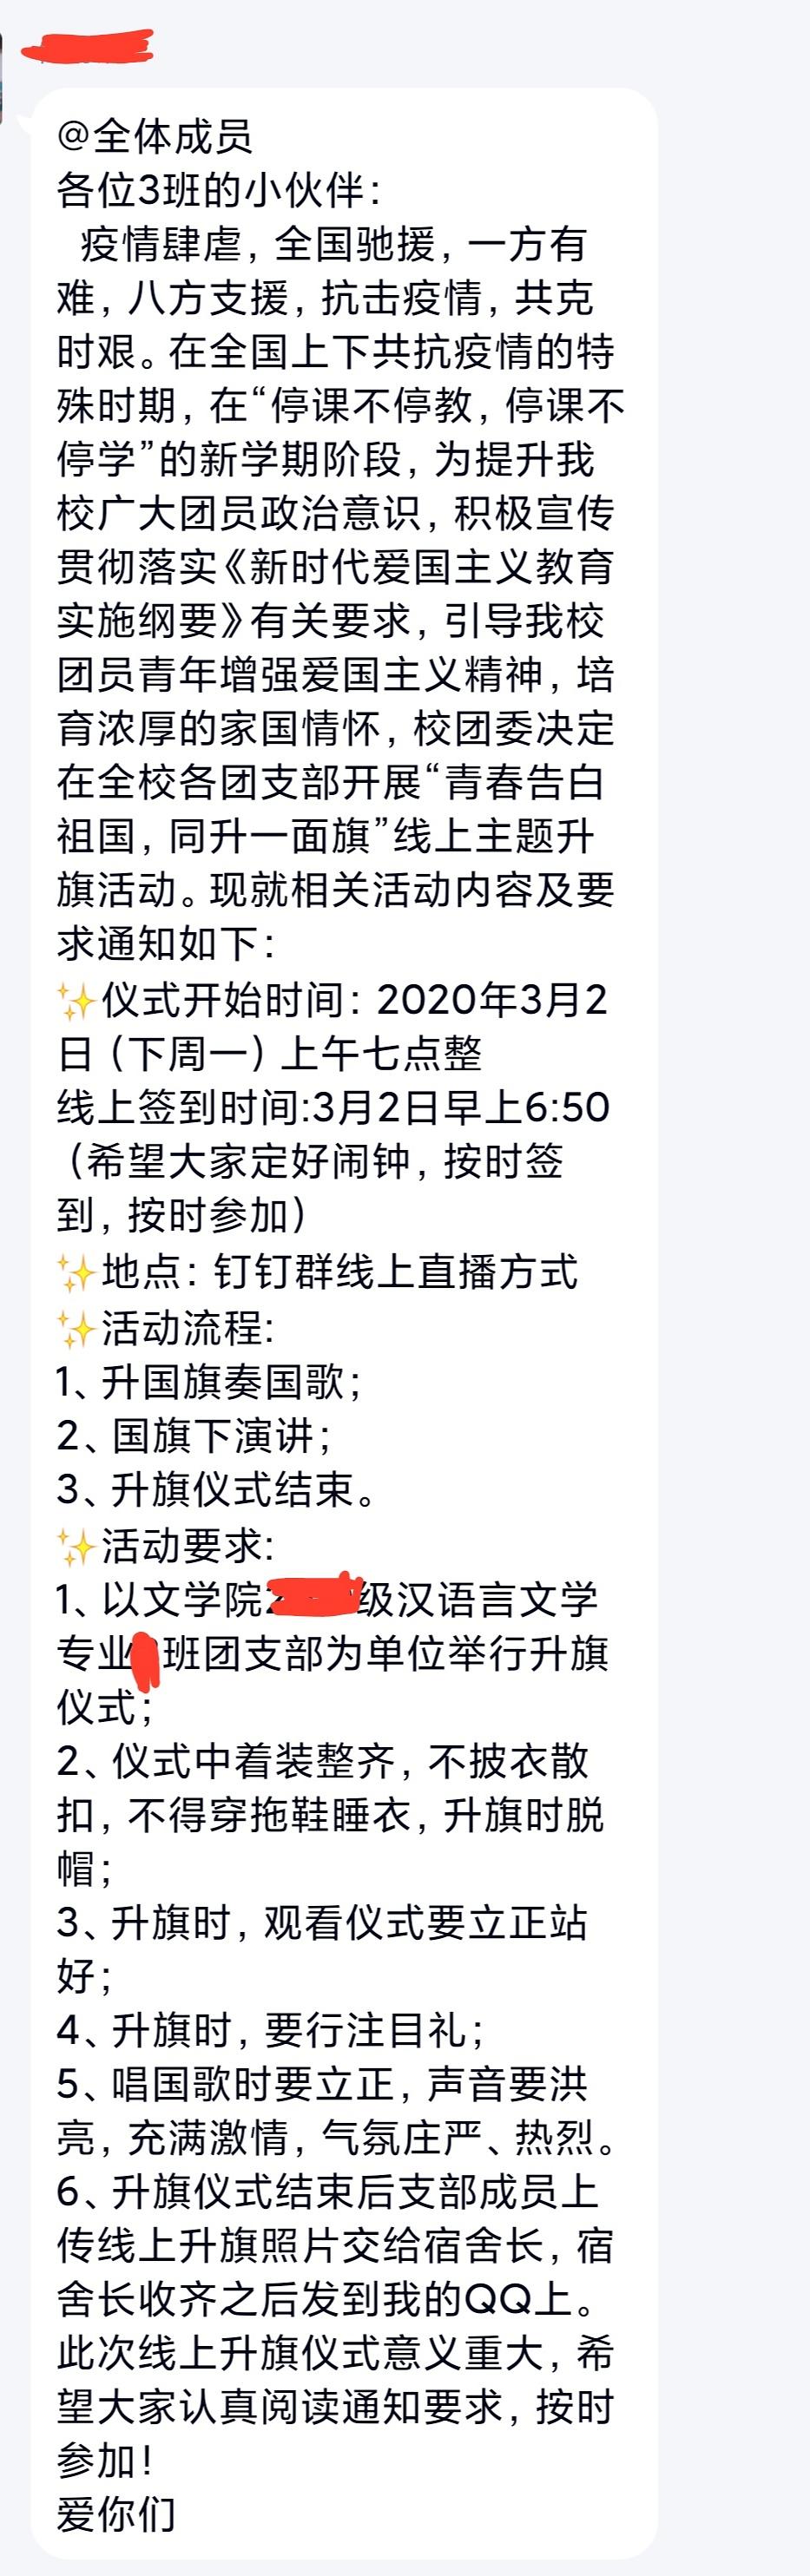 @全体成员
各位3班的小伙伴：
疫情肆虐，全国驰援，一方有
难，八方支援，抗击疫情，共克
时艰。在全国上下共抗疫情的特
殊时期，在“停课不停教，停课不
停学”的新学期阶段，为提升我
校广大团员政治意识，积极宣传
贯彻落实《新时代爱国主义教育
实施纲要》有关要求，引导我校
团员青年增强爱国主义精神，培
育浓厚的家国情怀，校团委决定
在全校各团支部开展“青春告白
祖国，同升一面旗”线上主题升
旗活动。现就相关活动内容及要
求通知如下：
✨仪式开始时间：2020年3月2
日（下周一）上午七点整
线上签到时间:3月2日早上6:50
（希望大家定好闹钟，按时签
到，按时参加）
✨地点：钉钉群线上直播方式
✨活动流程:
1、升国旗奏国歌；
2、国旗下演讲；
3、升旗仪式结束。
✨活动要求:
1、以文学院级汉语言文学
专业班团支部为单位举行升旗
仪式；
2、仪式中着装整齐，不披衣散
扣，不得穿拖鞋睡衣，升旗时脱
帽；
3、升旗时，观看仪式要立正站
好；
4、升旗时，要行注目礼；
5、唱国歌时要立正，声音要洪
亮，充满激情，气氛庄严、热烈。
6、升旗仪式结束后支部成员上
传线上升旗照片交给宿舍长，宿
舍长收齐之后发到我的QQ上。
此次线上升旗仪式意义重大，希
望大家认真阅读通知要求，按时
参加！
爱你们